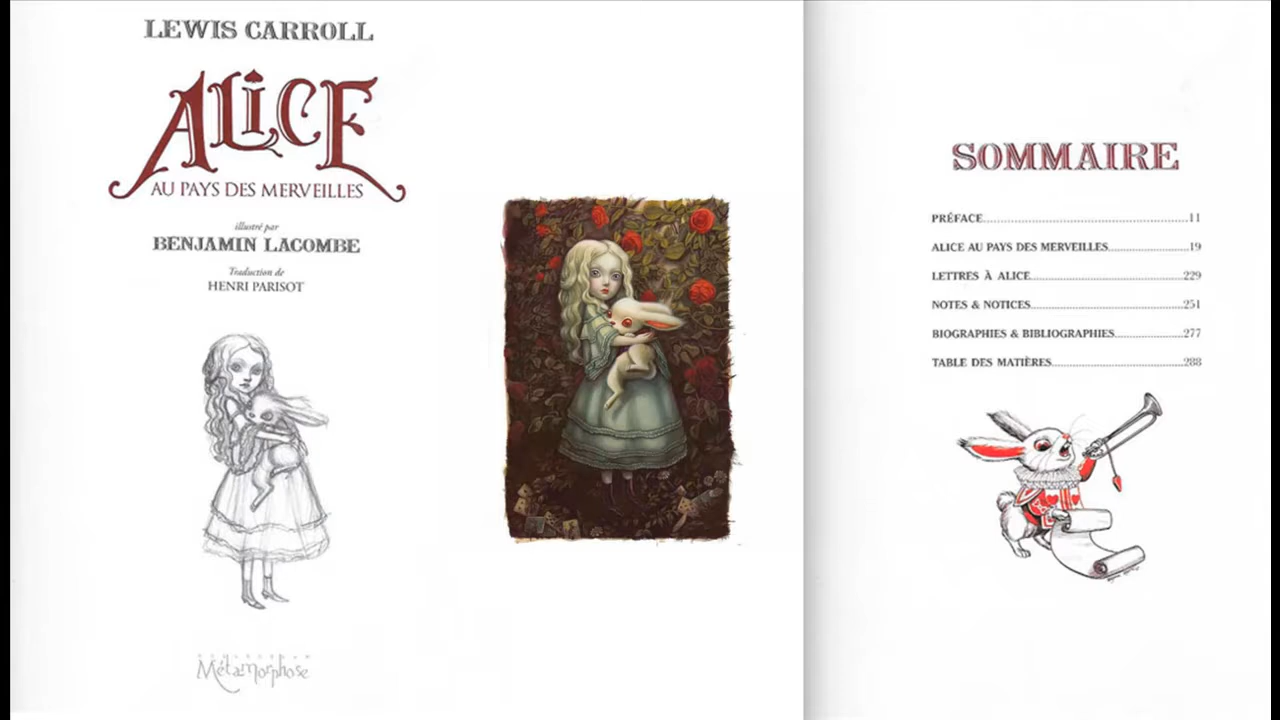 LEWIS CARROLL
ALICE
AU PAYS DES MERVEILLES
illustré par
BENJAMIN LACOMBE
Traduction de
HENRI PARISOT
Métamorphose
SOMMAIRE
PRÉFACE 11
ALICE AU PAYS DES MERVEILLES 19
LETTRES À ALICE 229
NOTES & NOTICES 251
BIOGRAPHIES & BIBLIOGRAPHIES 277
TABLE DES MATIÈRES 288